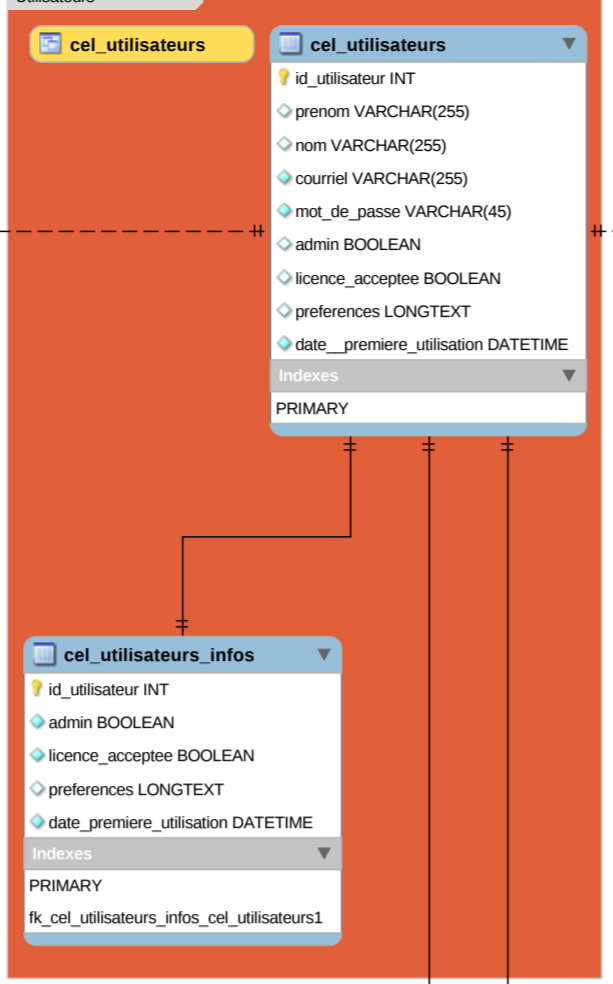 Utilisateurs
cel_utilisateurs
cel_utilisateurs
id_utilisateur INT
prenom VARCHAR(255)
nom VARCHAR(255)
courriel VARCHAR(255)
mot_de_passe VARCHAR(45)
admin BOOLEAN
licence_acceptee BOOLEAN
preferences LONGTEXT
date__premiere_utilisation DATETIME
Indexes
PRIMARY
cel_utilisateurs_infos
id_utilisateur INT
admin BOOLEAN
licence_acceptee BOOLEAN
preferences LONGTEXT
date_premiere_utilisation DATETIME
Indexes
PRIMARY
fk_cel_utilisateurs_infos_cel_utilisateurs1